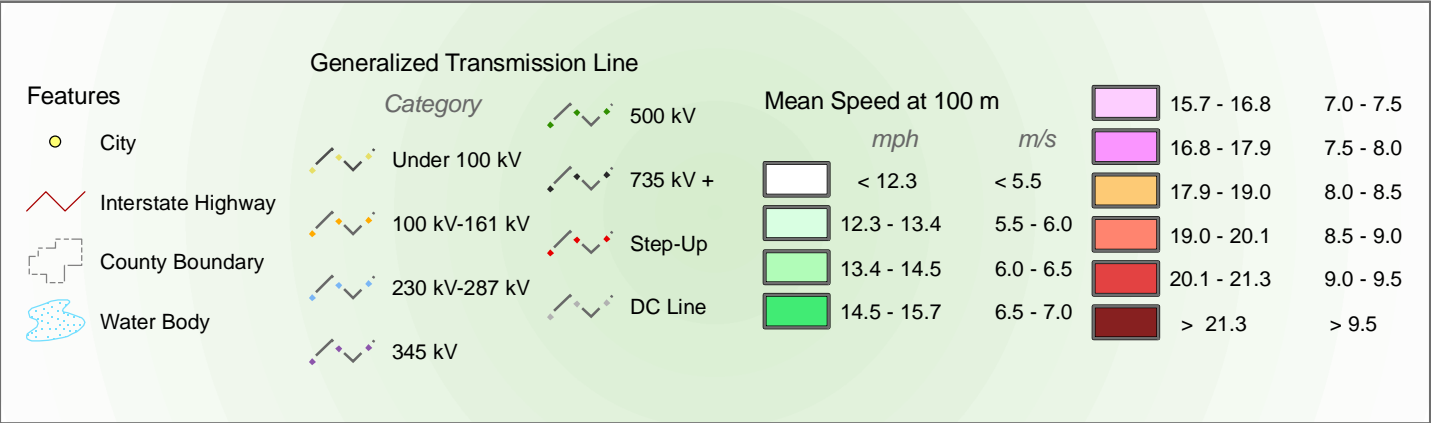 Features
City
Interstate Highway
County Boundary
Water Body
Generalized Transmission Line
Category
Under 100 kV
100 kV-161 kV
230 kV-287 kV
345 kV
500 kV
735 kV +
Step-Up
DC Line
Mean Speed at 100 m
mph m/s
< 12.3 < 5.5
12.3 - 13.4 5.5 - 6.0
13.4 - 14.5 6.0 - 6.5
14.5 - 15.7 6.5 - 7.0
15.7 - 16.8 7.0 - 7.5
16.8 - 17.9 7.5 - 8.0
17.9 - 19.0 8.0 - 8.5
19.0 - 20.1 8.5 - 9.0
20.1 - 21.3 9.0 - 9.5
> 21.3 > 9.5